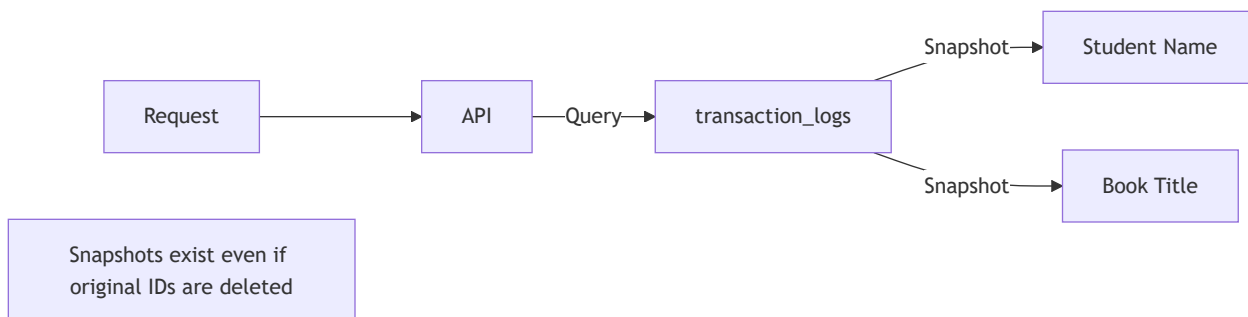 Snapshot
Student Name
Request
API
Query
transaction_logs
Snapshot
Book Title
Snapshots exist even if
original IDs are deleted